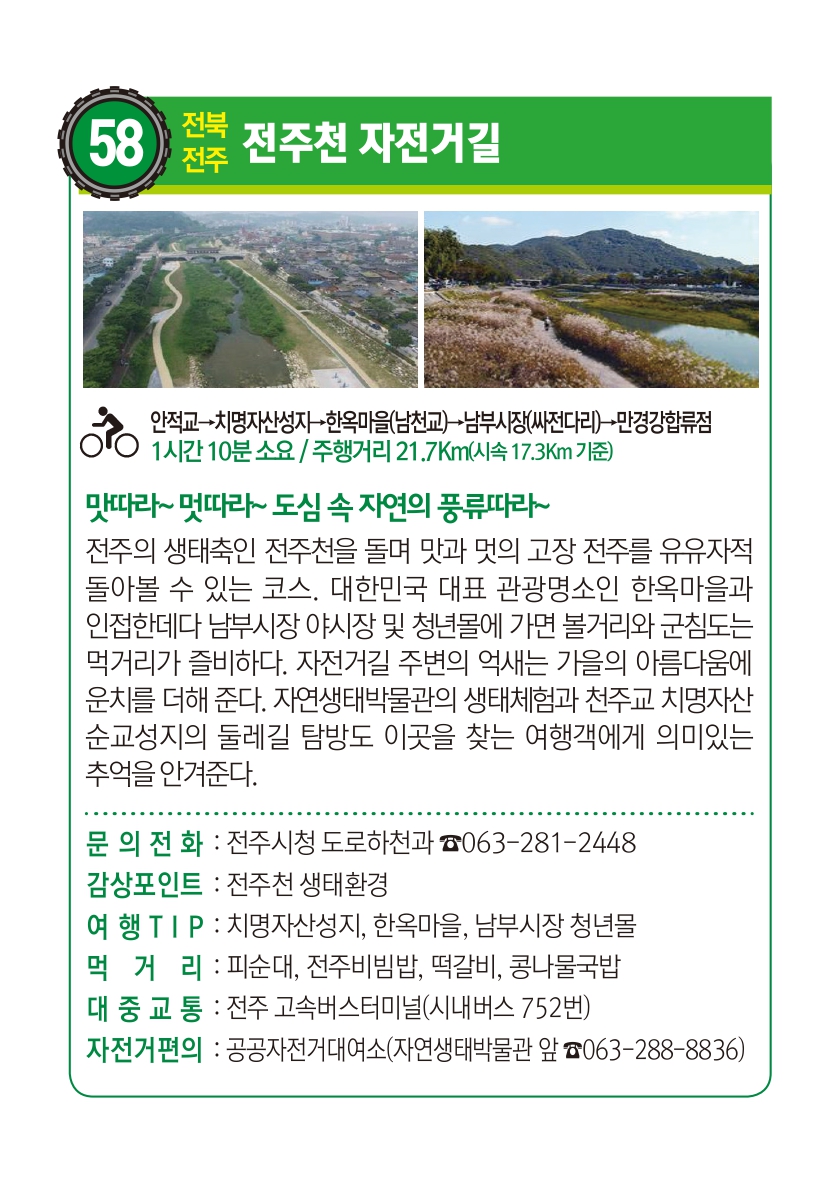 58
전북
전주
전주천 자전거길
안적교→치명자산성지→한옥마을(남천교)→남부시장(싸전다리)→만경강합류점
1시간 10분 소요 / 주행거리 21.7Km(시속 17.3Km 기준)
맛따라~ 멋따라~ 도심 속 자연의 풍류따라~
전주의 생태축인 전주천을 돌며 맛과 멋의 고장 전주를 유유자적
돌아볼 수 있는 코스. 대한민국 대표 관광명소인 한옥마을과
인접한데다 남부시장 야시장 및 청년몰에 가면 볼거리와 군침도는
먹거리가 즐비하다. 자전거길 주변의 억새는 가을의 아름다움에
운치를 더해 준다. 자연생태박물관의 생태체험과 천주교 치명자산
순교성지의 둘레길 탐방도 이곳을 찾는 여행객에게 의미있는
추억을 안겨준다.
문 의 전 화 : 전주시청 도로하천과 ☎063-281-2448
감상포인트 : 전주천 생태환경
여 행 T I P : 치명자산성지, 한옥마을, 남부시장 청년몰
먹 거 리 : 피순대, 전주비빔밥, 떡갈비, 콩나물국밥
대 중 교 통 : 전주 고속버스터미널(시내버스 752번)
자전거편의 : 공공자전거대여소(자연생태박물관 앞 ☎063-288-8836)